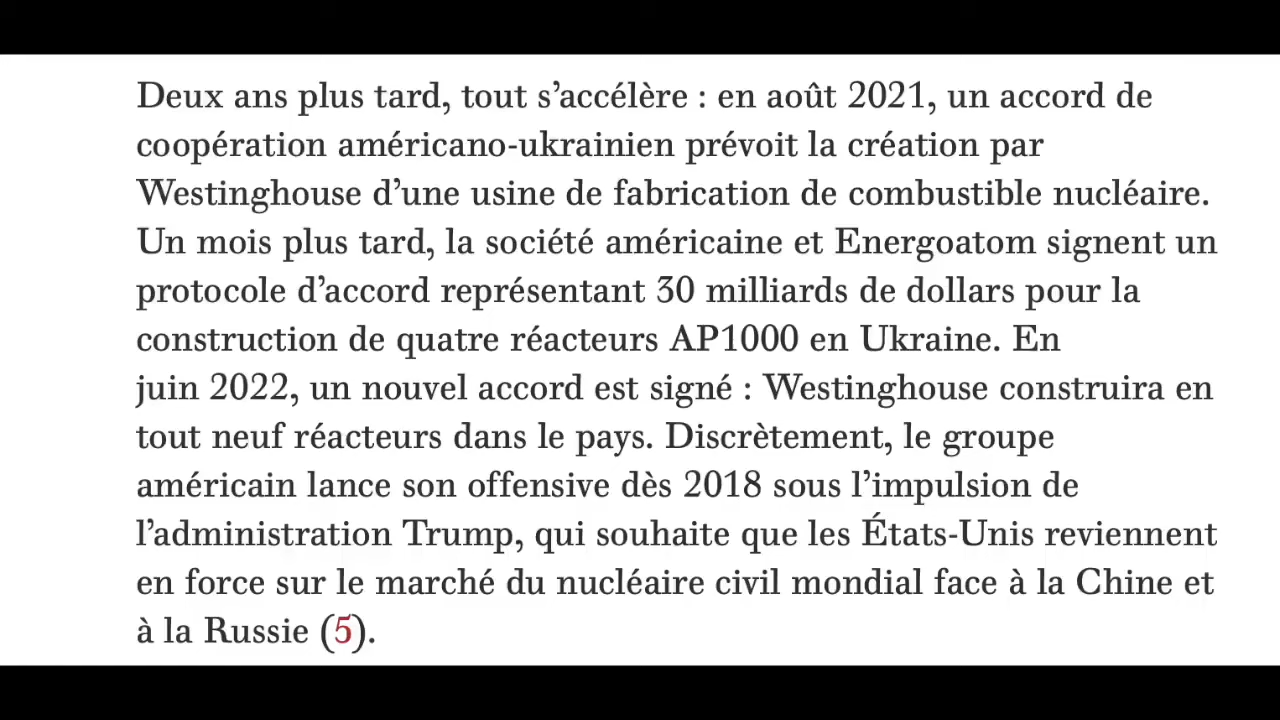 Deux ans plus tard, tout s’accélère : en août 2021, un accord de
coopération américano-ukrainien prévoit la création par
Westinghouse d’une usine de fabrication de combustible nucléaire.
Un mois plus tard, la société américaine et Energoatom signent un
protocole d’accord représentant 30 milliards de dollars pour la
construction de quatre réacteurs AP1000 en Ukraine. En
juin 2022, un nouvel accord est signé : Westinghouse construira en
tout neuf réacteurs dans le pays. Discrètement, le groupe
américain lance son offensive dès 2018 sous l’impulsion de
l’administration Trump, qui souhaite que les États-Unis reviennent
en force sur le marché du nucléaire civil mondial face à la Chine et
à la Russie (5).